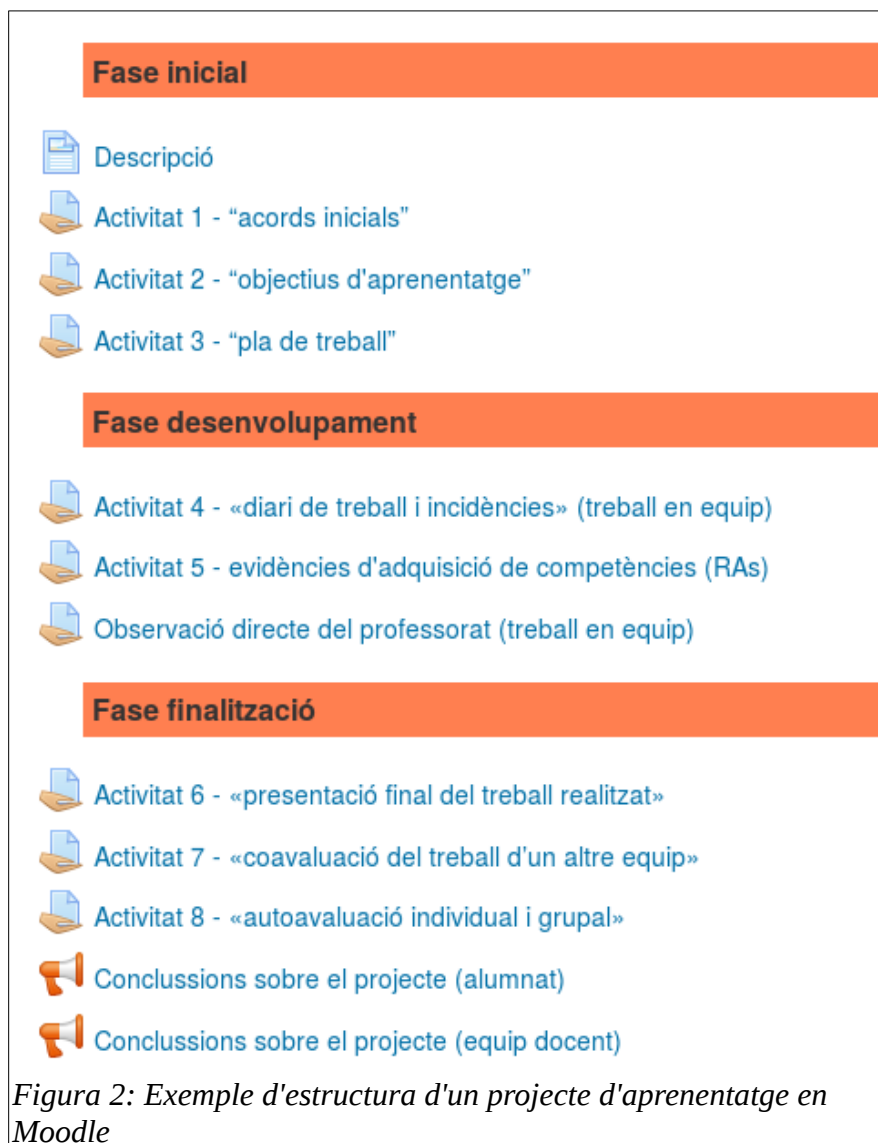 Fase inicial
Descripció
Activitat 1 - “acords inicials”
Activitat 2 - “objectius d'aprenentatge”
Activitat 3 - “pla de treball”
Fase desenvolupament
Activitat 4 - «diari de treball i incidències» (treball en equip)
Activitat 5 - evidències d'adquisició de competències (RAs)
Observació directe del professorat (treball en equip)
Fase finalització
Activitat 6 - «presentació final del treball realitzat»
Activitat 7 - «coavaluació del treball d’un altre equip»
Activitat 8 - «autoavaluació individual i grupal»
Conclussions sobre el projecte (alumnat)
Conclussions sobre el projecte (equip docent)
Figura 2: Exemple d'estructura d'un projecte d'aprenentatge en
Moodle